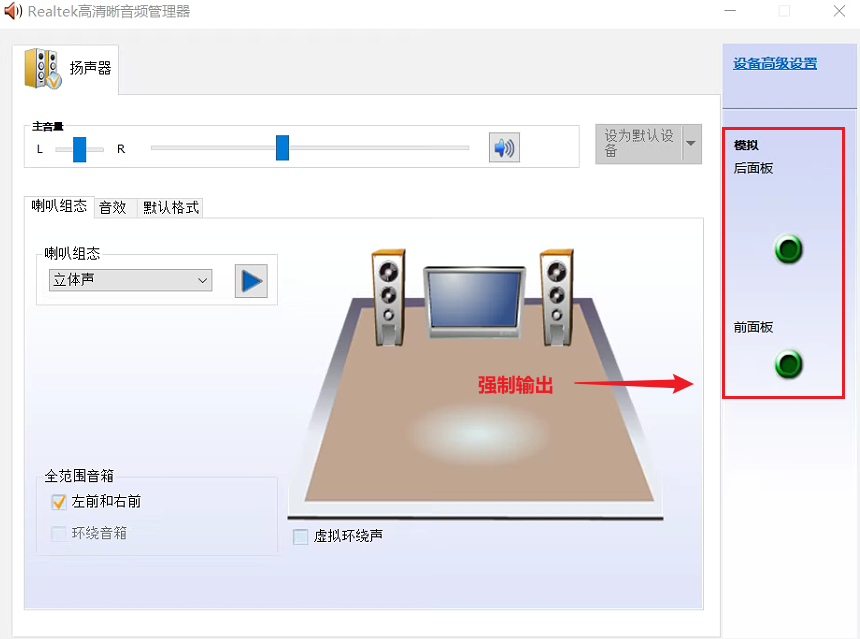 Realtek高清晰音频管理器
扬声器
设备高级设置
主音量
L
R
设为默认设
备
模拟
后面板
喇叭组态
音效
默认格式
喇叭组态
立体声
前面板
强制输出
全范围音箱
左前和右前
环绕音箱
虚拟环绕声